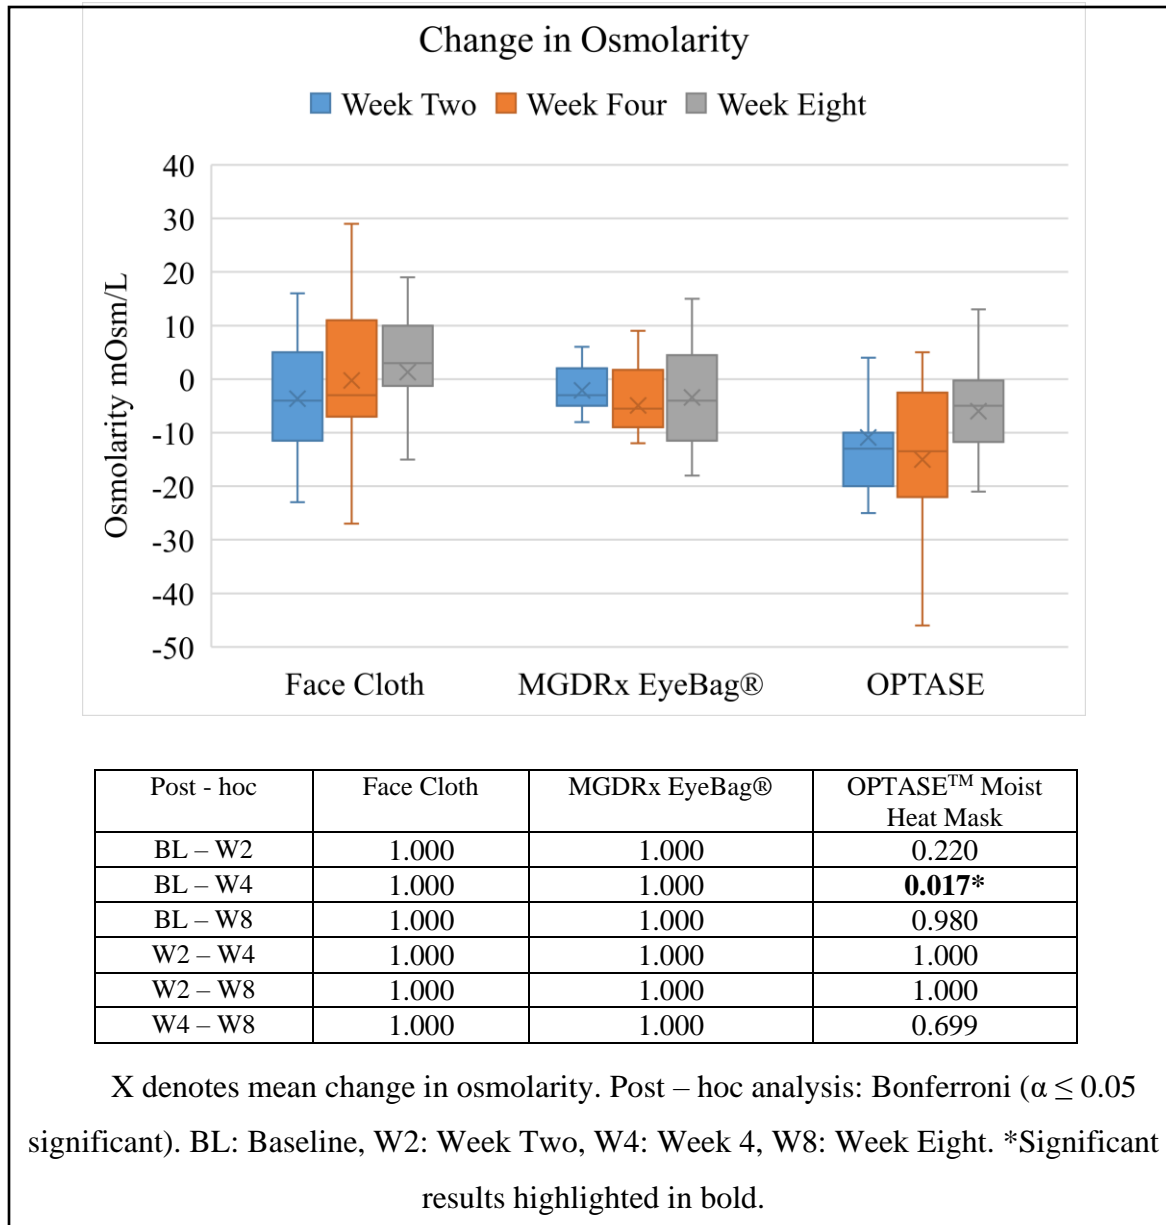 Change in Osmolarity
Week Two Week Four Week Eight
40
30
20
10
0
-10
-20
-30
-40
-50
Osmolarity mOsm/L
Face Cloth MGDRx EyeBag® OPTASE
Post - hoc Face Cloth MGDRx EyeBag® OPTASE™ Moist
Heat Mask
BL – W2 1.000 1.000 0.220
BL – W4 1.000 1.000 0.017*
BL – W8 1.000 1.000 0.980
W2 – W4 1.000 1.000 1.000
W2 – W8 1.000 1.000 1.000
W4 – W8 1.000 1.000 0.699
X denotes mean change in osmolarity. Post – hoc analysis: Bonferroni (α ≤ 0.05
significant). BL: Baseline, W2: Week Two, W4: Week 4, W8: Week Eight. *Significant
results highlighted in bold.